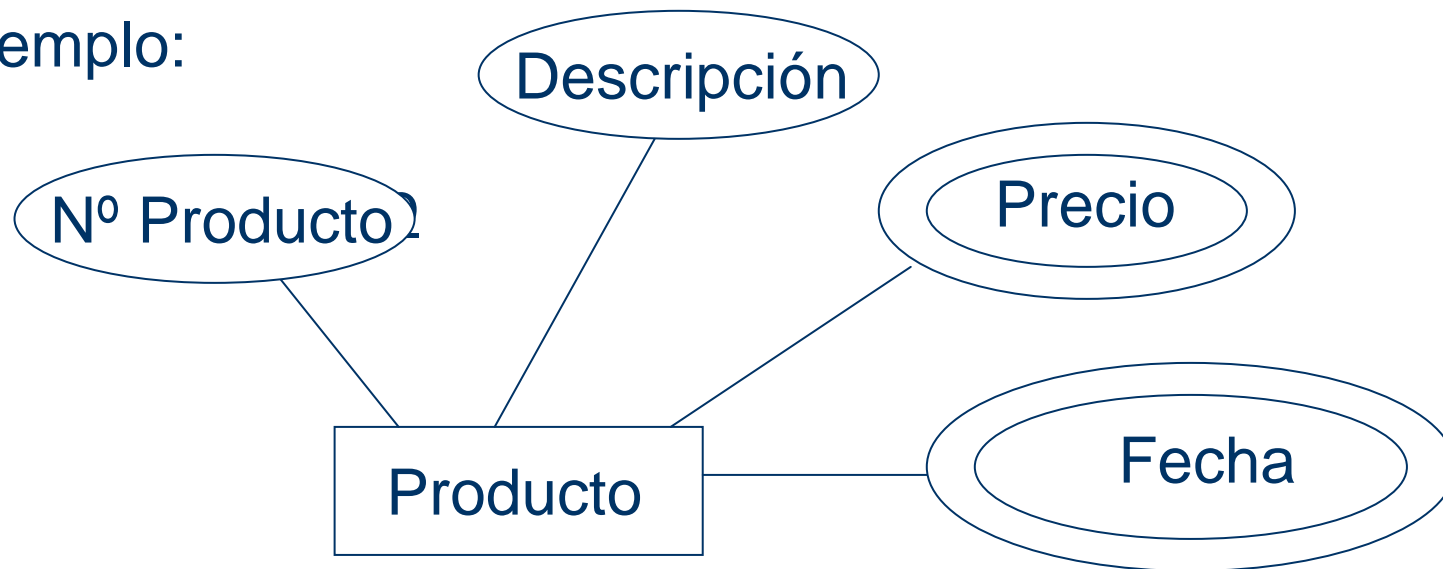 emplo:
Descripción
Nº Producto
Precio
Fecha
Producto